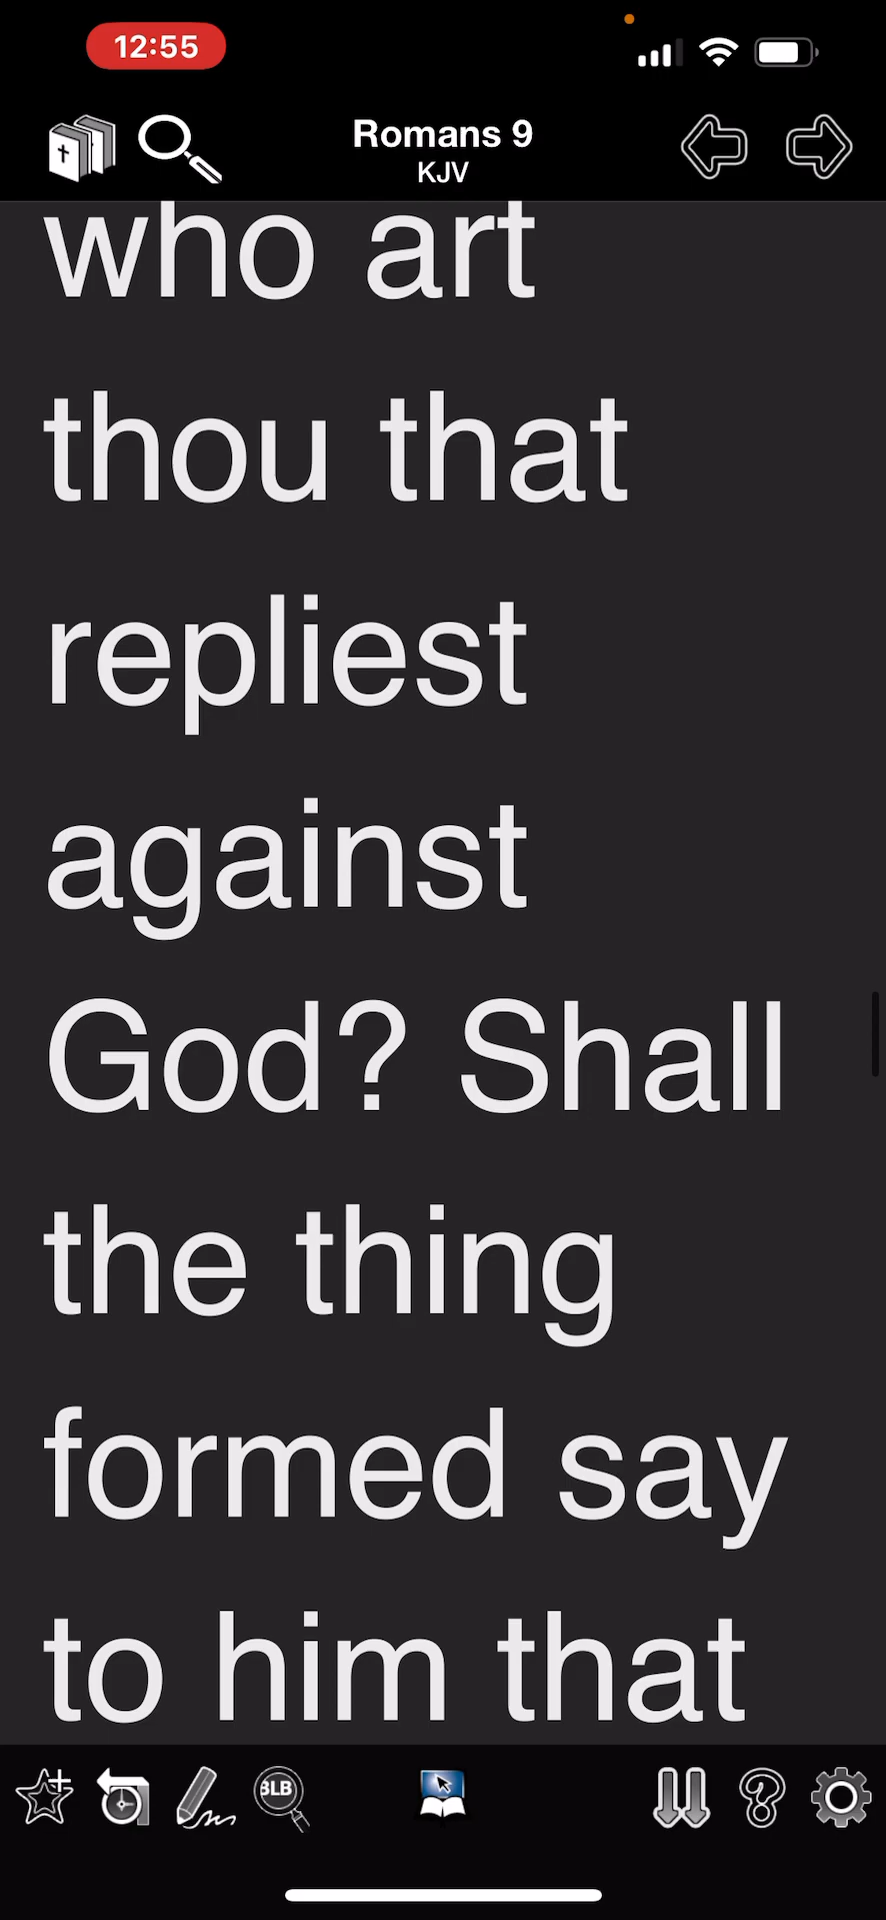 12:55
Romans 9
KJV
who art
thou that
repliest
against
God? Shall
the thing
formed say
to him that
BLB